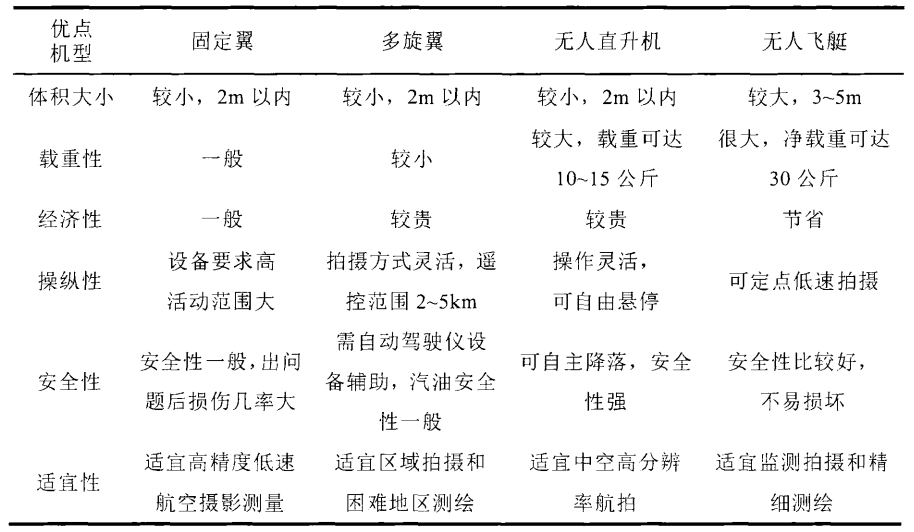 优点
机型 固定翼 多旋翼 无人直升机 无人飞艇
体积大小 较小，2m 以内 较小，2m 以内 较小，2m 以内 较大，3~5m
载重性 一般 较小 较大，载重可达 很大，净载重可达
10~15 公斤 30 公斤
经济性 一般 较贵 较贵 节省
操纵性 设备要求高 拍摄方式灵活，遥 操作灵活， 可定点低速拍摄
活动范围大 控范围 2~5km 可自由悬停
需自动驾驶仪设
安全性 安全性一般，出问 备辅助，汽油安全 可自主降落，安全 安全性比较好，
题后损伤几率大 性一般 性强 不易损坏
适宜性 适宜高精度低速 适宜区域拍摄和 适宜中空高分辨 适宜监测拍摄和精
航空摄影测量 困难地区测绘 率航拍 细测绘